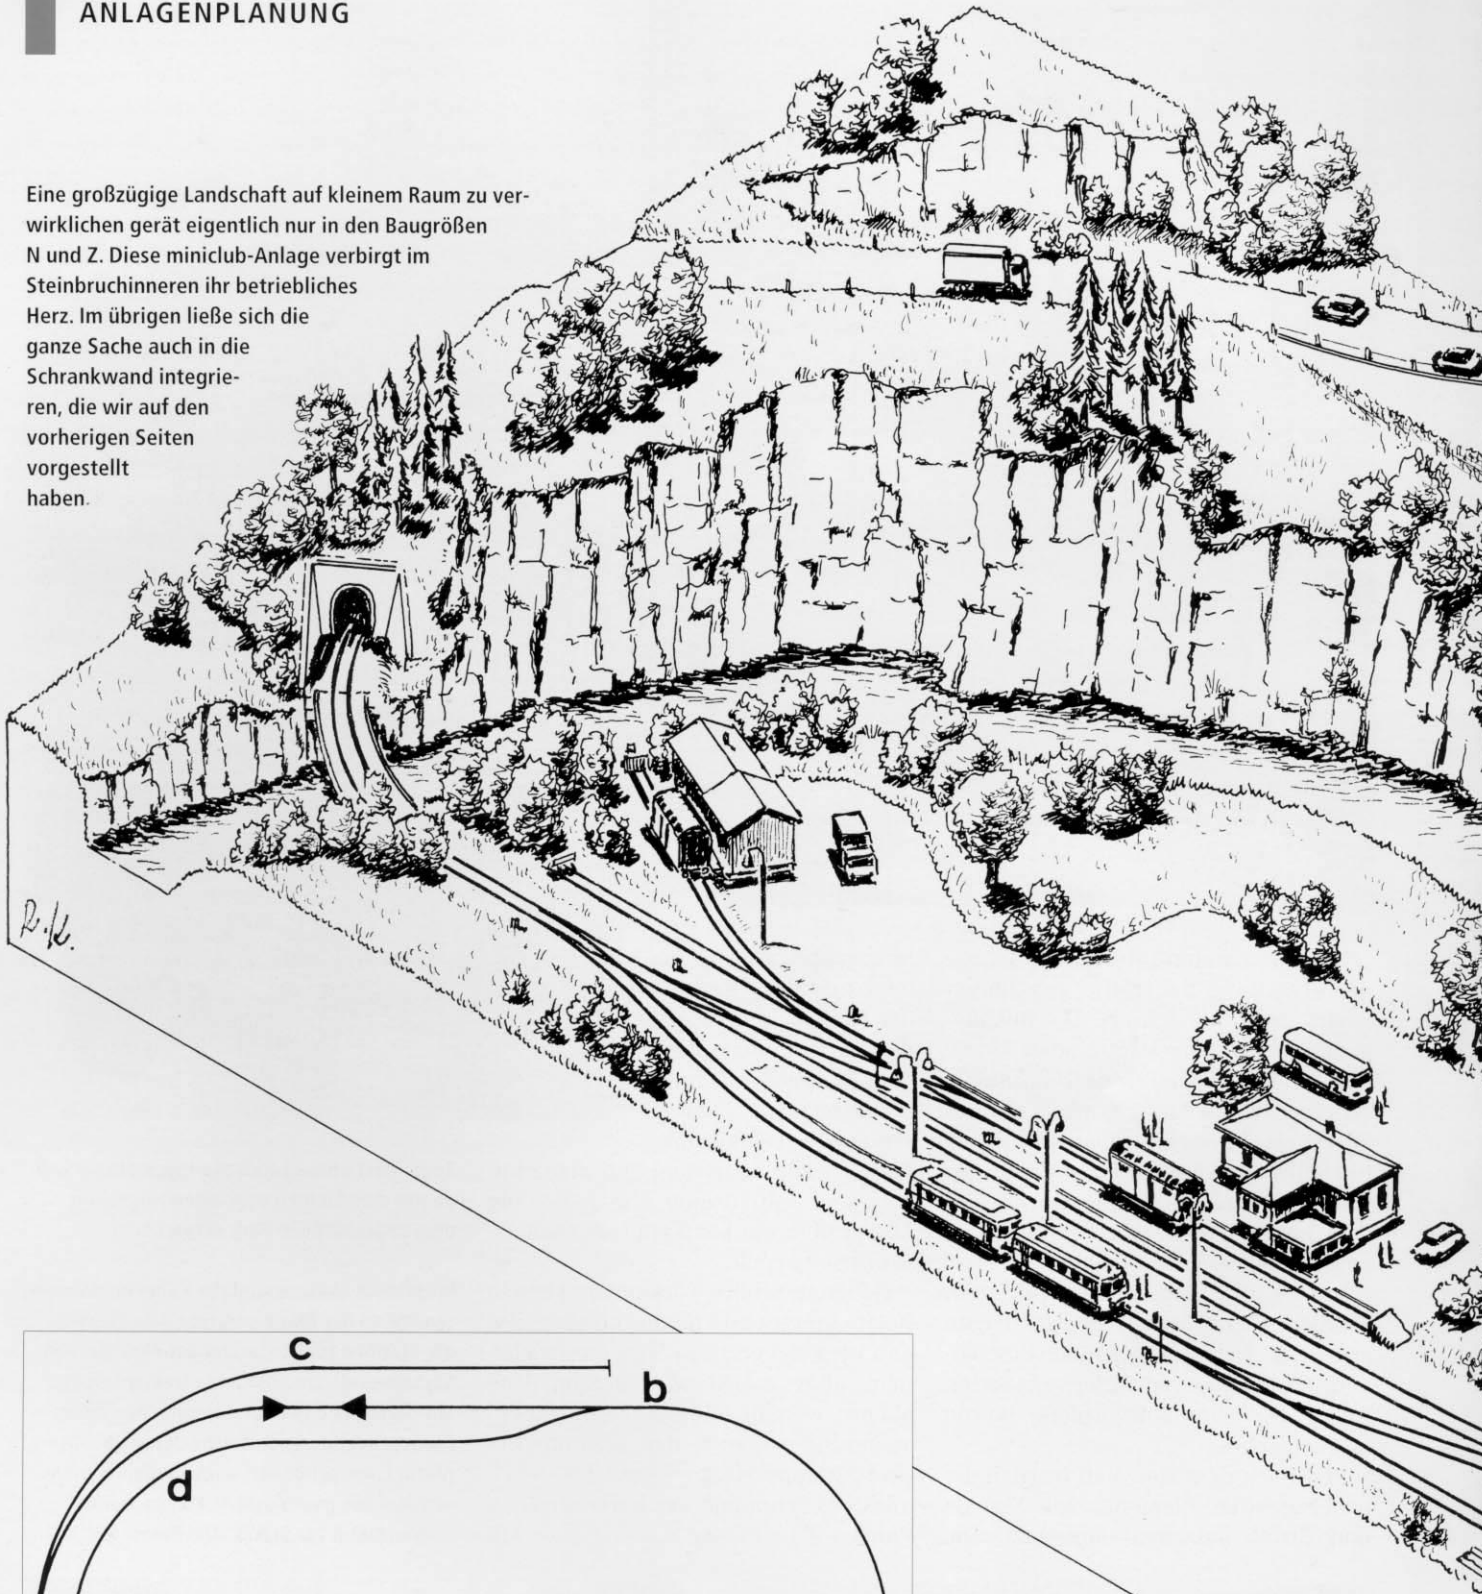 ANLAGENPLANUNG
Eine großzügige Landschaft auf kleinem Raum zu ver-
wirklichen gerät eigentlich nur in den Baugrößen
N und Z. Diese miniclub-Anlage verbirgt im
Steinbruchinneren ihr betriebliches
Herz. Im übrigen ließe sich die
ganze Sache auch in die
Schrankwand integrie-
ren, die wir auf den
vorherigen Seiten
vorgestellt
haben.
c
b
d